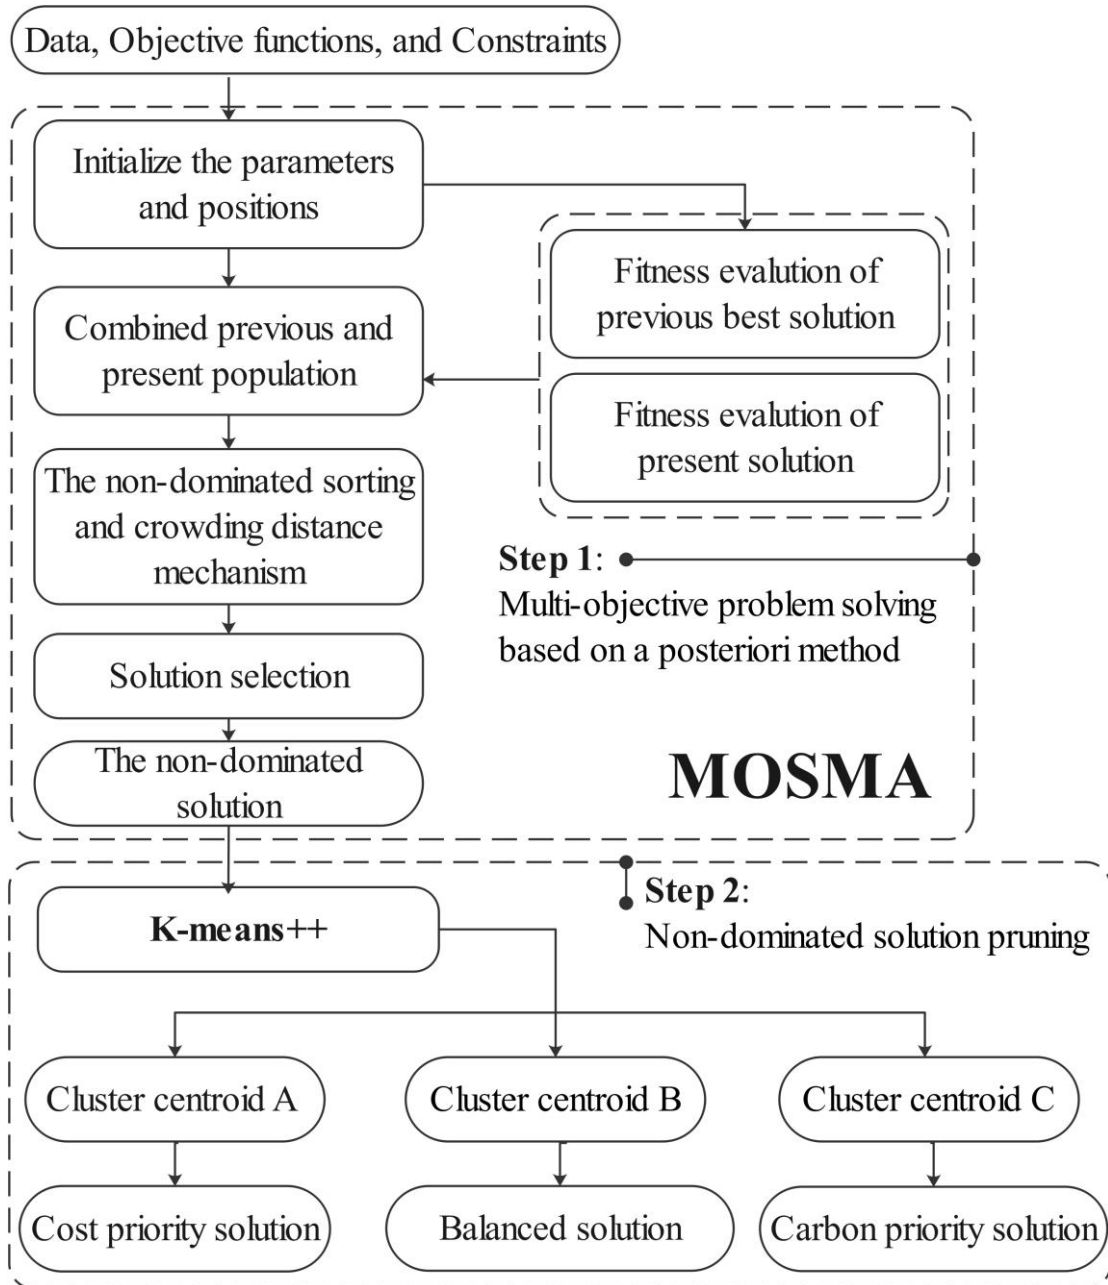 Data, Objective functions, and Constraints
Initialize the parameters
and positions
Fitness evalution of
previous best solution
Combined previous and
present population
Fitness evalution of
present solution
The non-dominated sorting
and crowding distance
mechanism
Step 1:
Multi-objective problem solving
based on a posteriori method
Solution selection
The non-dominated
solution
MOSMA
K-means++
Step 2:
Non-dominated solution pruning
Cluster centroid A
Cluster centroid B
Cluster centroid C
Cost priority solution
Balanced solution
Carbon priority solution